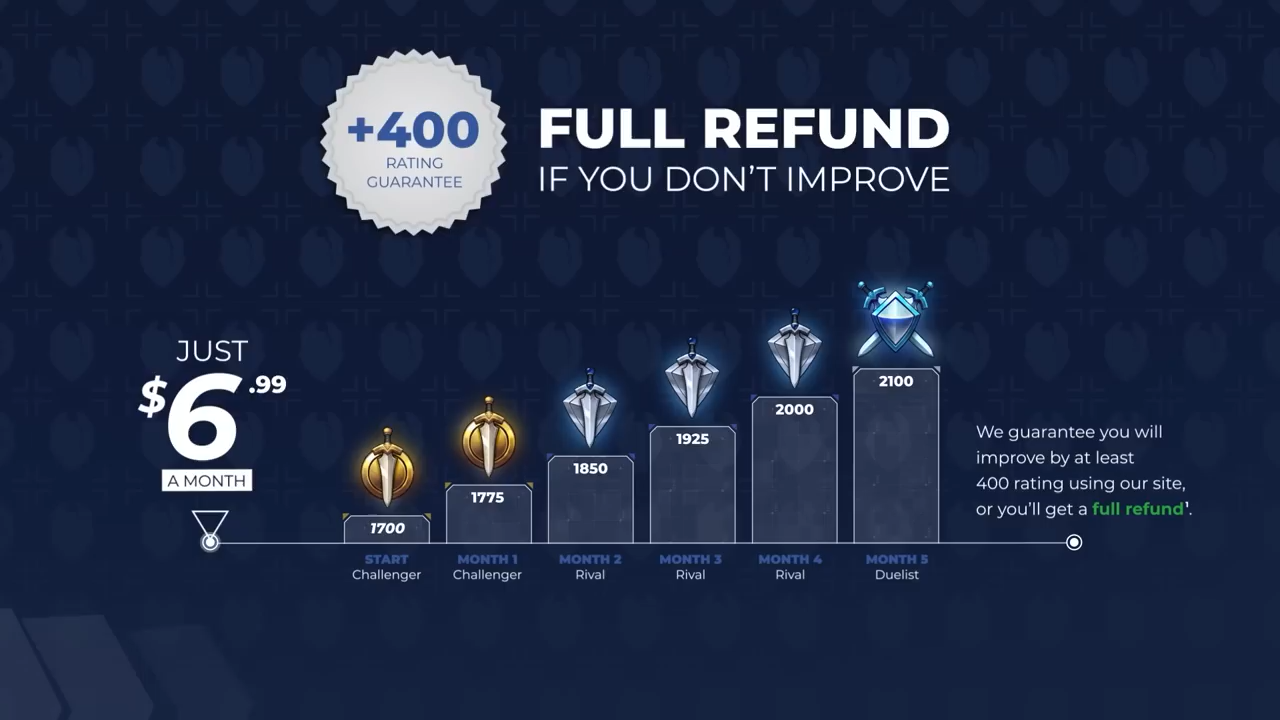 +400
RATING
GUARANTEE
FULL REFUND
IF YOU DON'T IMPROVE
JUST
$6.99
A MONTH
1700
1775
1850
1925
2000
2100
START
Challenger
MONTH 1
Challenger
MONTH 2
Rival
MONTH 3
Rival
MONTH 4
Rival
MONTH 5
Duelist
We guarantee you will
improve by at least
400 rating using our site,
or you'll get a full refund¹.